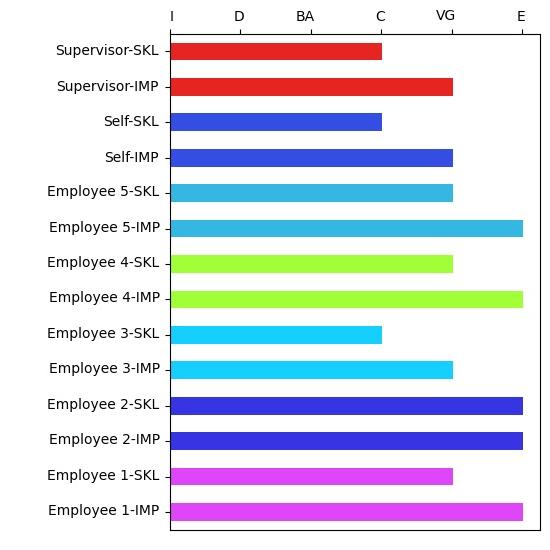 I D BA C VG E
Supervisor-SKL
Supervisor-IMP
Self-SKL
Self-IMP
Employee 5-SKL
Employee 5-IMP
Employee 4-SKL
Employee 4-IMP
Employee 3-SKL
Employee 3-IMP
Employee 2-SKL
Employee 2-IMP
Employee 1-SKL
Employee 1-IMP